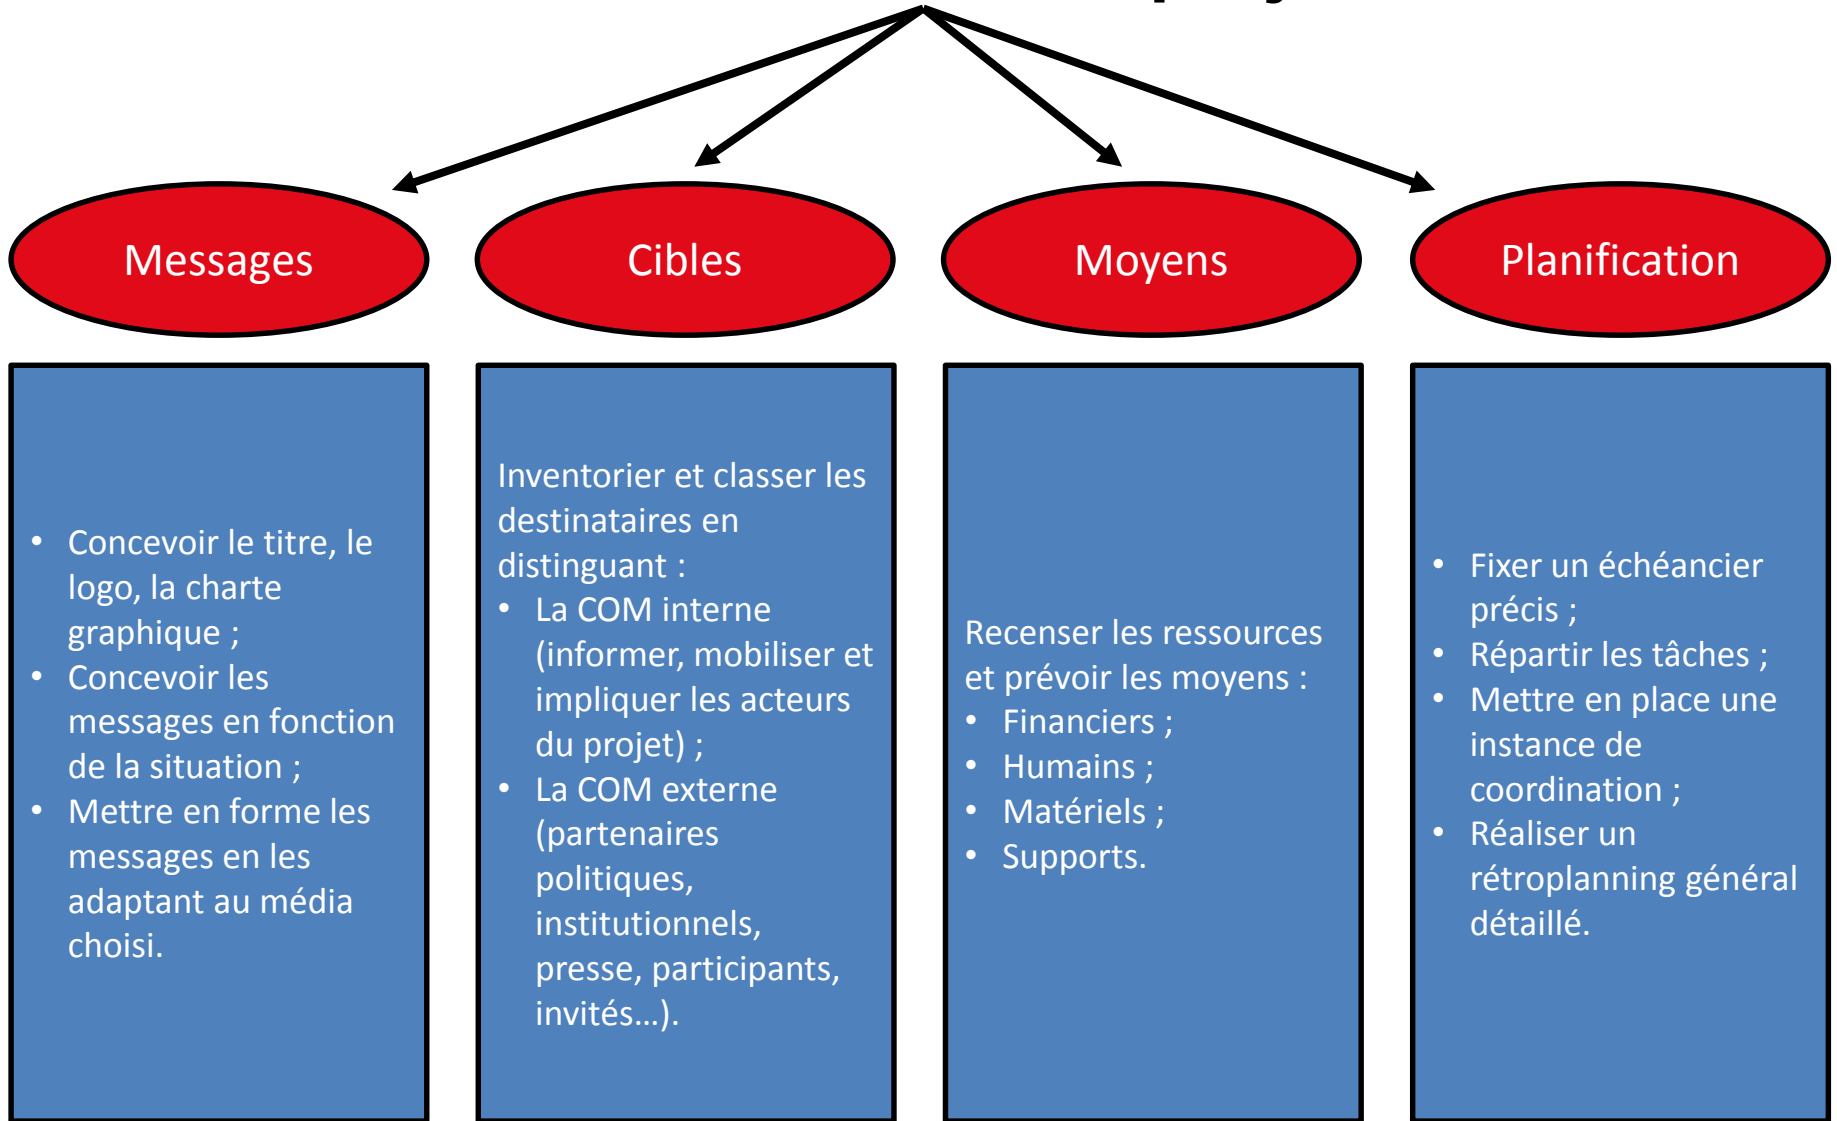 Messages
Cibles
Moyens
Planification
• Concevoir le titre, le
logo, la charte
graphique ;
• Concevoir les
messages en fonction
de la situation ;
• Mettre en forme les
messages en les
adaptant au média
choisi.
Inventorier et classer les
destinataires en
distinguant :
• La COM interne
(informer, mobiliser et
impliquer les acteurs
du projet) ;
• La COM externe
(partenaires
politiques,
institutionnels,
presse, participants,
invités...).
Recenser les ressources
et prévoir les moyens :
• Financiers ;
• Humains ;
• Matériels ;
• Supports.
• Fixer un échéancier
précis ;
• Répartir les tâches ;
• Mettre en place une
instance de
coordination ;
• Réaliser un
rétroplanning général
détaillé.